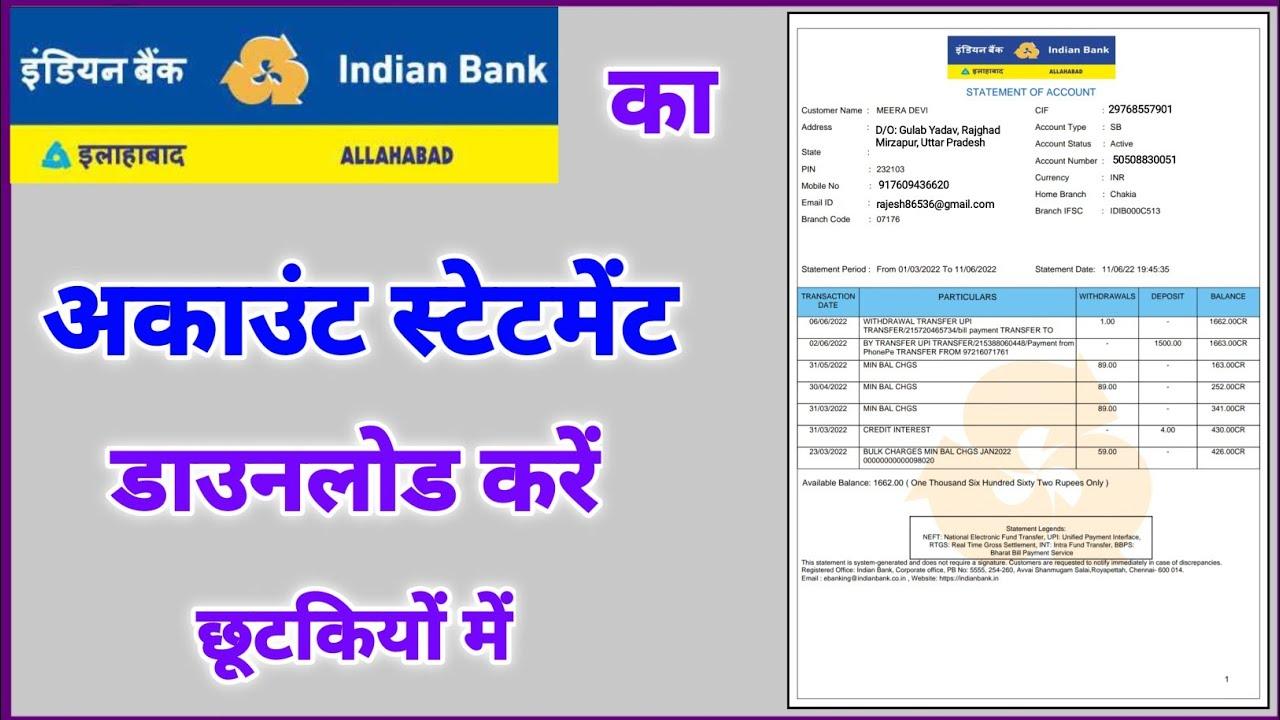 इंडियन बैंक Indian Bank
इलाहाबाद ALLAHABAD
का
अकाउंट स्टेटमेंट
डाउनलोड करें
छूटकियों में
इंडियन बैंक Indian Bank
इलाहाबाद ALLAHABAD
STATEMENT OF ACCOUNT
Customer Name : MEERA DEVI
Address : D/O: Gulab Yadav, Rajghad
Mirzapur, Uttar Pradesh
State :
PIN : 232103
Mobile No : 917609436620
Email ID : rajesh86536@gmail.com
Branch Code : 07176
CIF : 29768557901
Account Type : SB
Account Status : Active
Account Number : 50508830051
Currency : INR
Home Branch : Chakia
Branch IFSC : IDIB000C513
Statement Period : From 01/03/2022 To 11/06/2022 Statement Date: 11/06/22 19:45:35
TRANSACTION DATE PARTICULARS WITHDRAWALS DEPOSIT BALANCE
06/06/2022 WITHDRAWAL TRANSFER UPI 1.00 - 1662.00CR
TRANSFER/215720465734/bill payment TRANSFER TO
02/06/2022 BY TRANSFER UPI TRANSFER/215388060448/Payment from - 1500.00 1663.00CR
PhonePe TRANSFER FROM 97216071761
31/05/2022 MIN BAL CHGS 89.00 - 163.00CR
30/04/2022 MIN BAL CHGS 89.00 - 252.00CR
31/03/2022 MIN BAL CHGS 89.00 - 341.00CR
31/03/2022 CREDIT INTEREST - 4.00 430.00CR
23/03/2022 BULK CHARGES MIN BAL CHGS JAN2022 59.00 - 426.00CR
00000000000098020
Available Balance: 1662.00 ( One Thousand Six Hundred Sixty Two Rupees Only )
Statement Legends:
NEFT: National Electronic Fund Transfer, UPI: Unified Payment Interface,
RTGS: Real Time Gross Settlement, INT: Intra Fund Transfer, BBPS:
Bharat Bill Payment Service
This statement is system-generated and does not require a signature. Customers are requested to notify immediately in case of discrepancies.
Registered Office: Indian Bank, Corporate office, PB No: 5555, 254-260, Avvai Shanmugam Salai,Royapettah, Chennai- 600 014.
Email : ebanking@indianbank.co.in , Website: https://indianbank.in
1